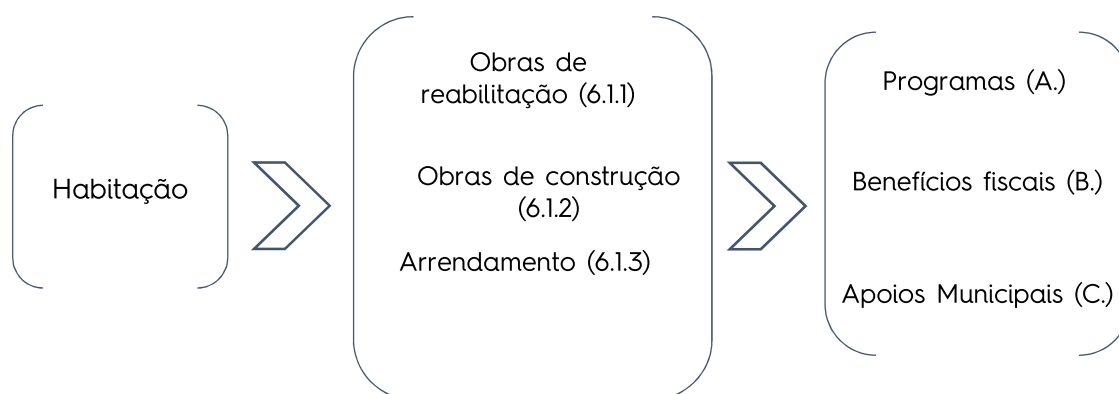 Habitação
Obras de
reabilitação (6.1.1)
Obras de construção
(6.1.2)
Arrendamento (6.1.3)
Programas (A.)
Benefícios fiscais (B.)
Apoios Municipais (C.)